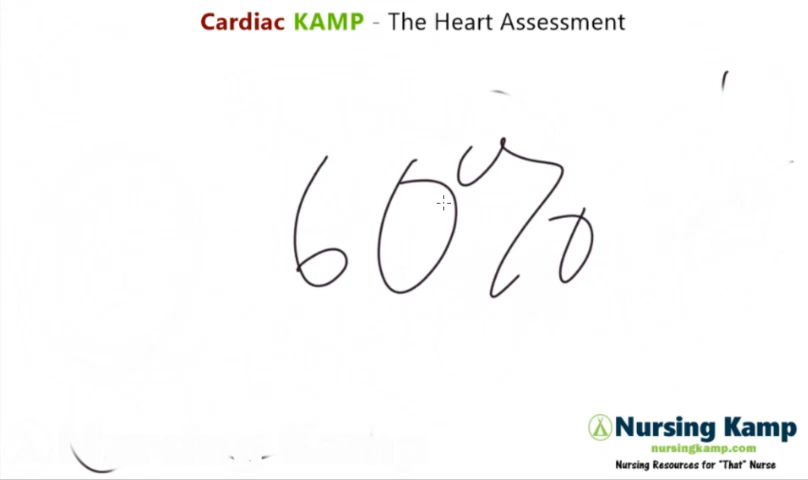 Cardiac KAMP - The Heart Assessment
60%
Nursing Kamp
nursingkamp.com
Nursing Resources for "That" Nurse